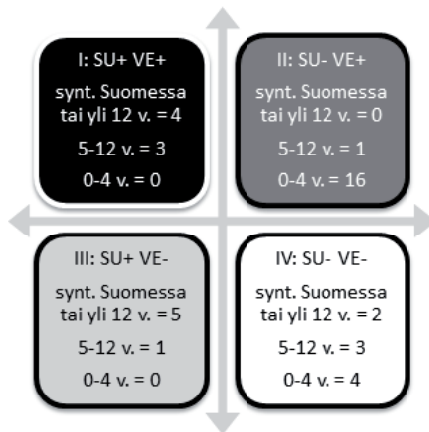 I: SU+ VE+
synt. Suomessa
tai yli 12 v. = 4
5-12 v. = 3
0-4 v. = 0
II: SU- VE+
synt. Suomessa
tai yli 12 v. = 0
5-12 v. = 1
0-4 v. = 16
III: SU+ VE-
synt. Suomessa
tai yli 12 v. = 5
5-12 v. = 1
0-4 v. = 0
IV: SU- VE-
synt. Suomessa
tai yli 12 v. = 2
5-12 v. = 3
0-4 v. = 4